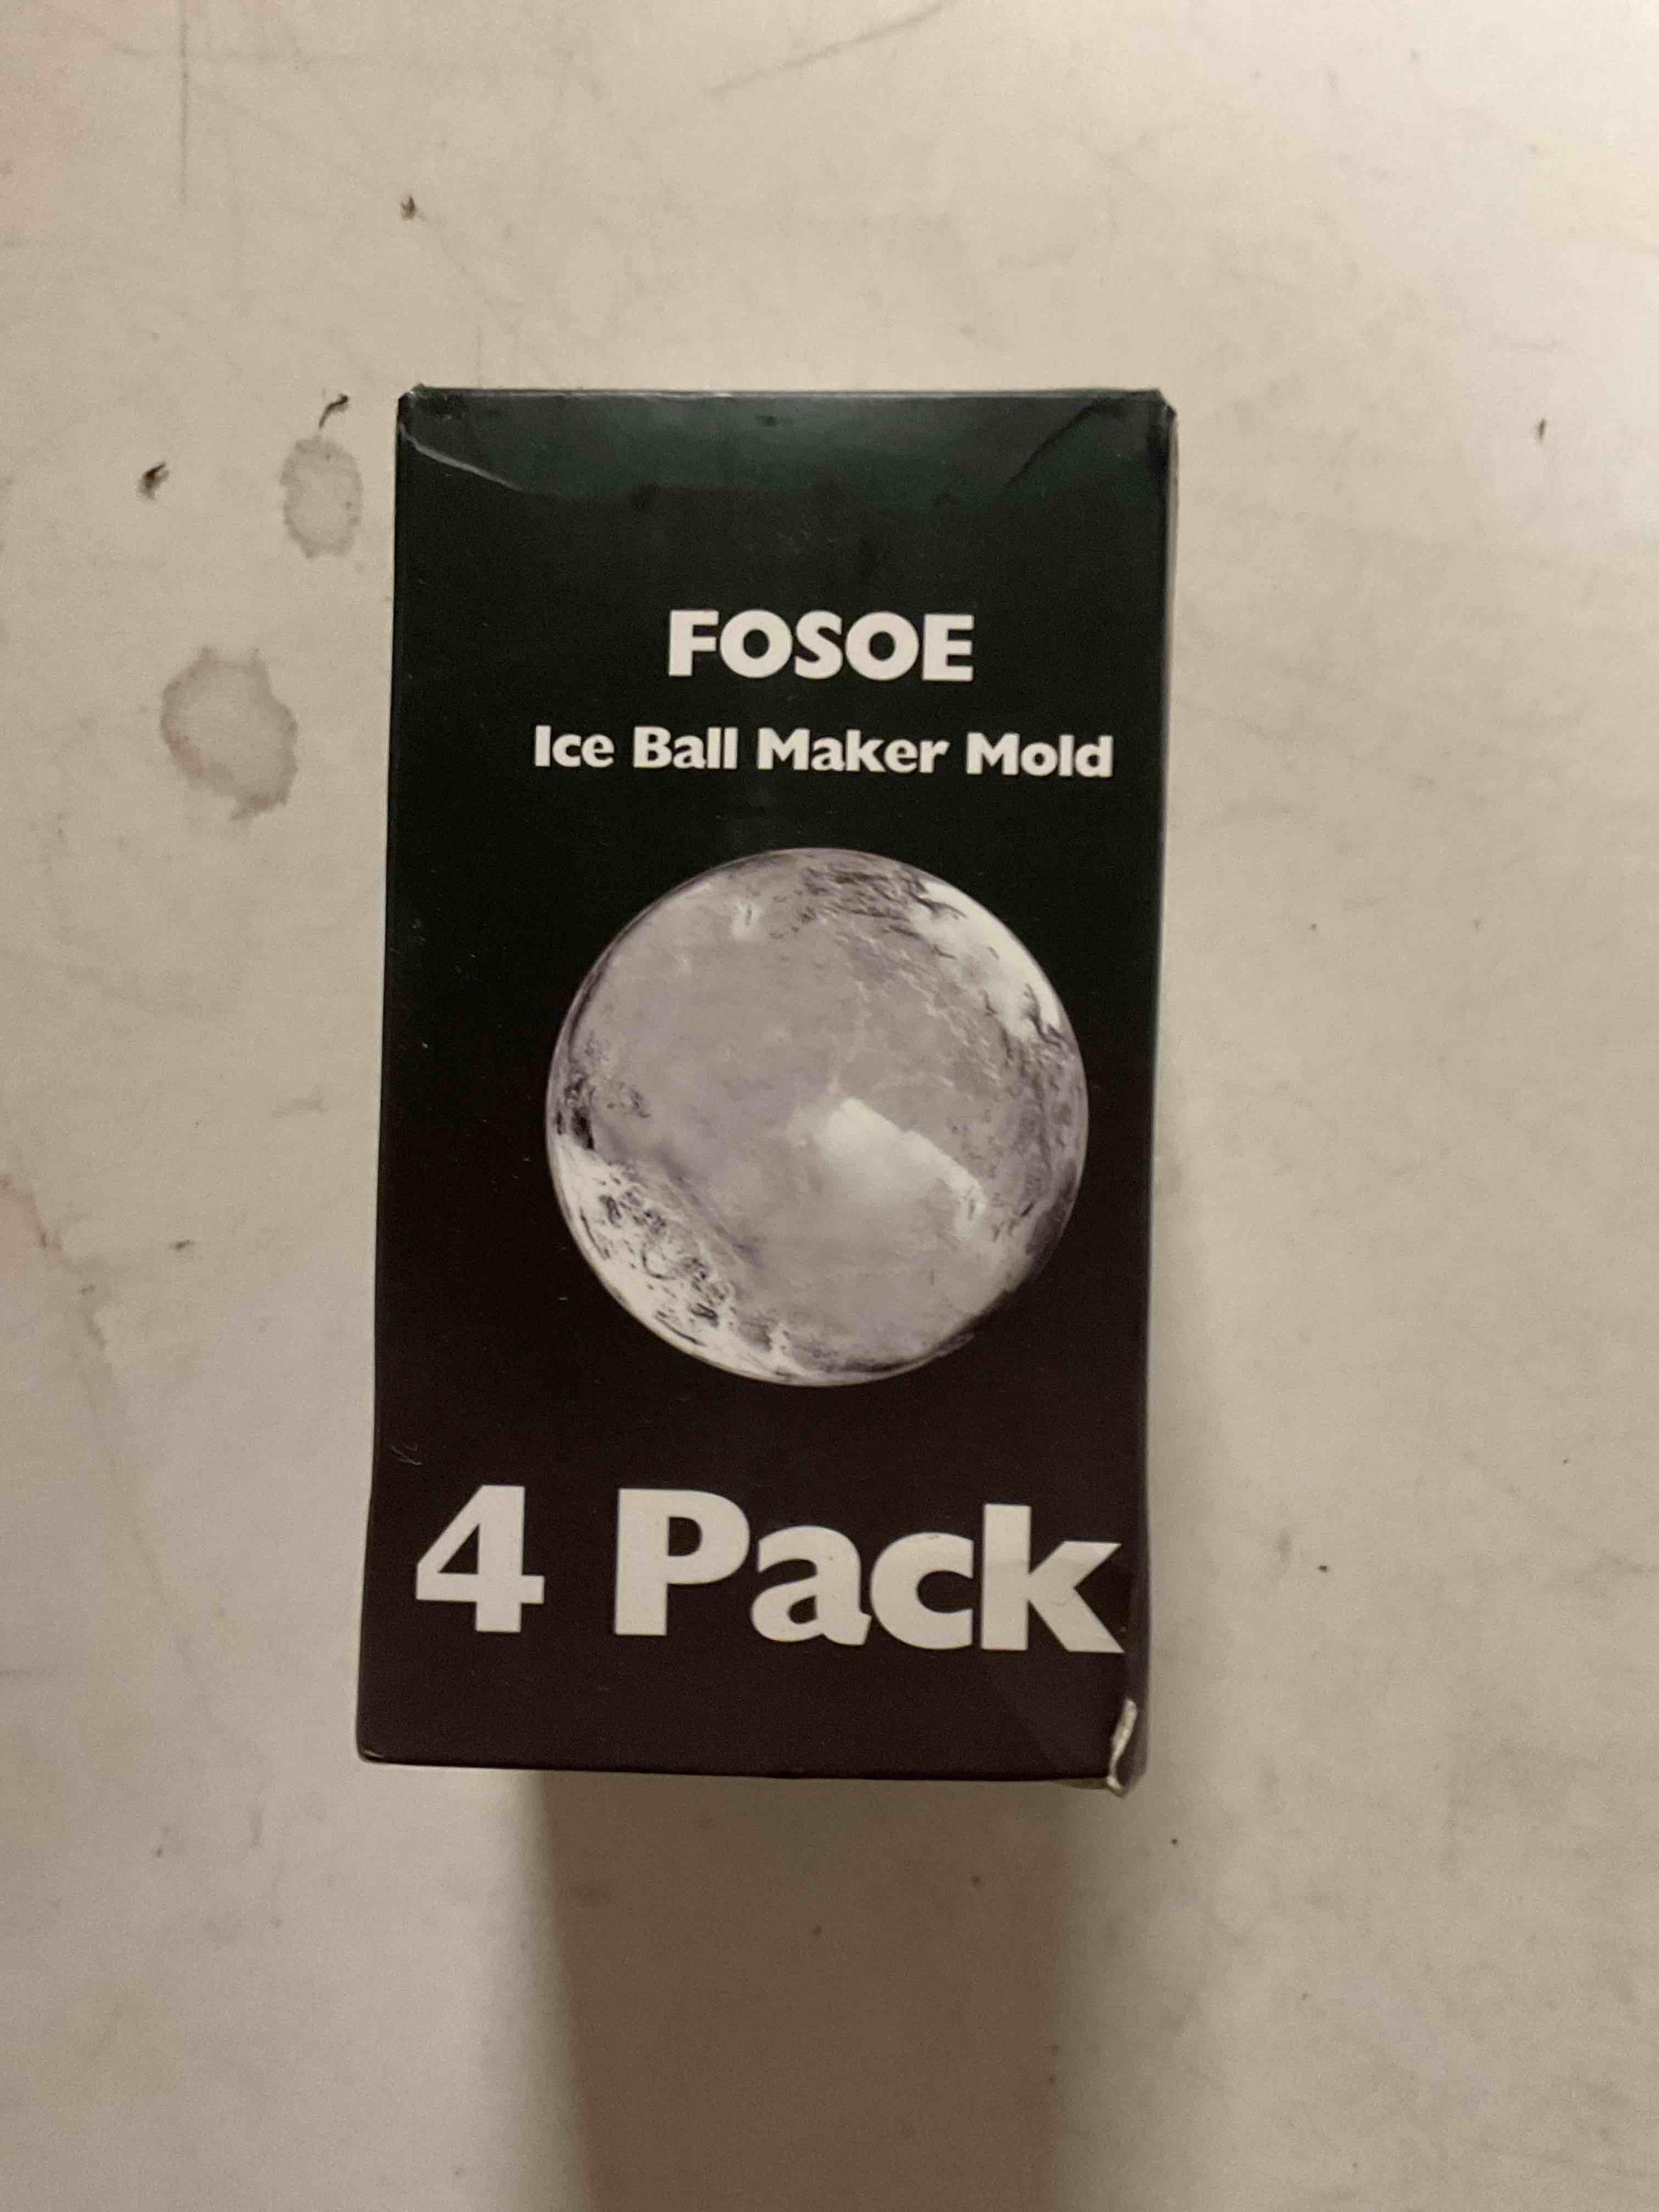 FOSOE
Ice Ball Maker Mold
4 Pack